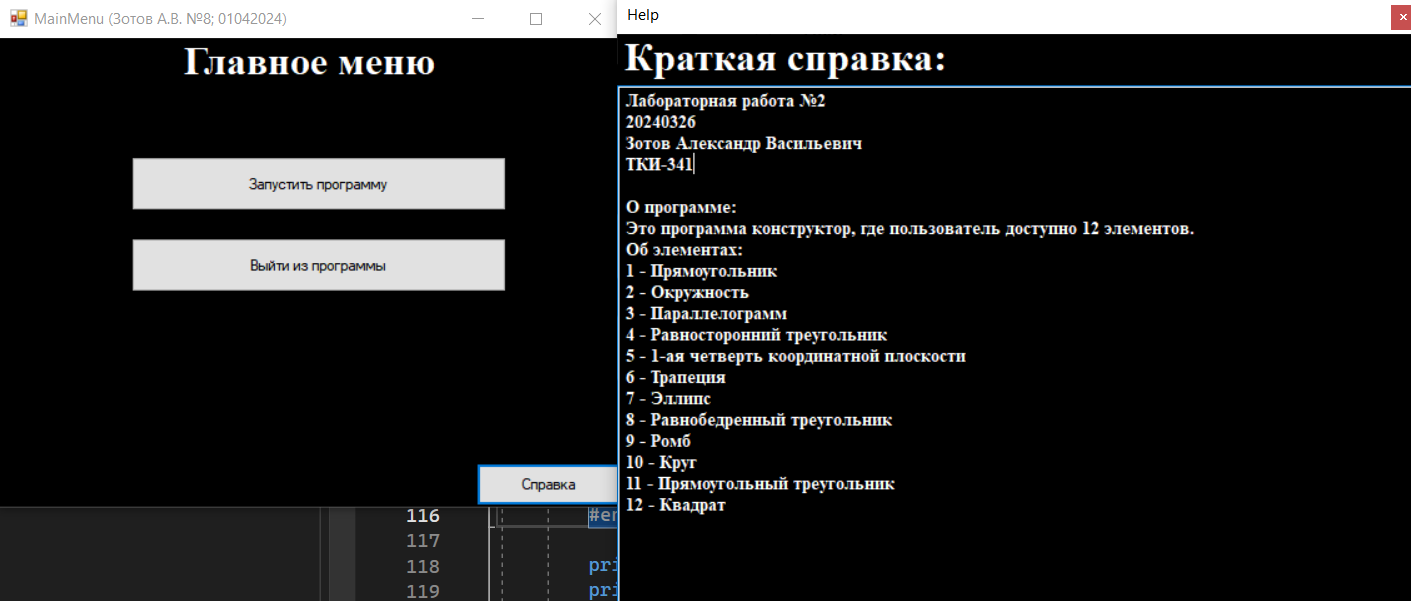 MainMenu (Зотов А.В. №8; 01042024)
Главное меню
Запустить программу
Выйти из программы
Справка
116
#er
117
118
pri
119
pri
Help
Краткая справка:
Лабораторная работа №2
20240326
Зотов Александр Васильевич
ТКИ-341
О программе:
Это программа конструктор, где пользователь доступно 12 элементов.
Об элементах:
1 - Прямоугольник
2 - Окружность
3 - Параллелограмм
4 - Равносторонний треугольник
5 - 1-ая четверть координатной плоскости
6 - Трапеция
7 - Эллипс
8 - Равнобедренный треугольник
9 - Ромб
10 - Круг
11 - Прямоугольный треугольник
12 - Квадрат